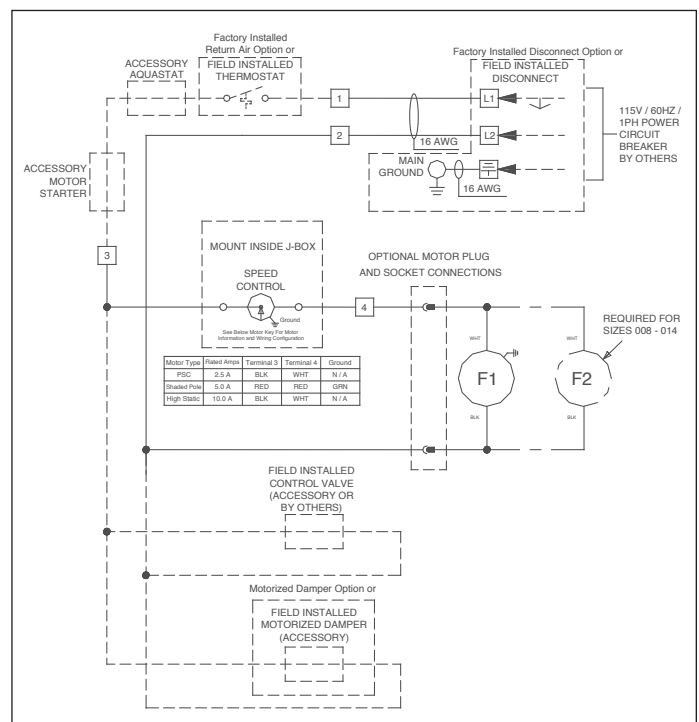 Factory Installed
Return Air Option or
FIELD INSTALLED
THERMOSTAT
ACCESSORY
AQUASTAT
Factory Installed Disconnect Option or
FIELD INSTALLED
DISCONNECT
1
L1
2
L2
16 AWG
115V / 60HZ /
1PH POWER
CIRCUIT
BREAKER
BY OTHERS
MAIN
GROUND
16 AWG
ACCESSORY
MOTOR
STARTER
3
MOUNT INSIDE J-BOX
SPEED
CONTROL
Ground
See Below Motor Key For Motor
Information and Wiring Configuration
4
OPTIONAL MOTOR PLUG
AND SOCKET CONNECTIONS
REQUIRED FOR
SIZES 008 - 014
WHT
WHT
F1
F2
BLK
BLK
Motor Type Rated Amps Terminal 3 Terminal 4 Ground
PSC 2.5 A BLK WHT N / A
Shaded Pole 5.0 A RED RED GRN
High Static 10.0 A BLK WHT N / A
FIELD INSTALLED
CONTROL VALVE
(ACCESSORY OR
BY OTHERS)
Motorized Damper Option or
FIELD INSTALLED
MOTORIZED DAMPER
(ACCESSORY)